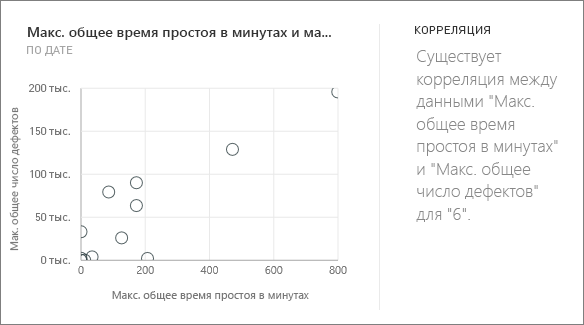 Макс. общее время простоя в минутах и ма...
ПО ДАТЕ
Мак. общее число дефектов
200 тыс.
150 тыс.
100 тыс.
50 тыс.
0 тыс.
0 200 400 600 800
Макс. общее время простоя в минутах
КОРРЕЛЯЦИЯ
Существует
корреляция между
данными "Макс.
общее время
простоя в минутах"
и "Макс. общее
число дефектов"
для "6".